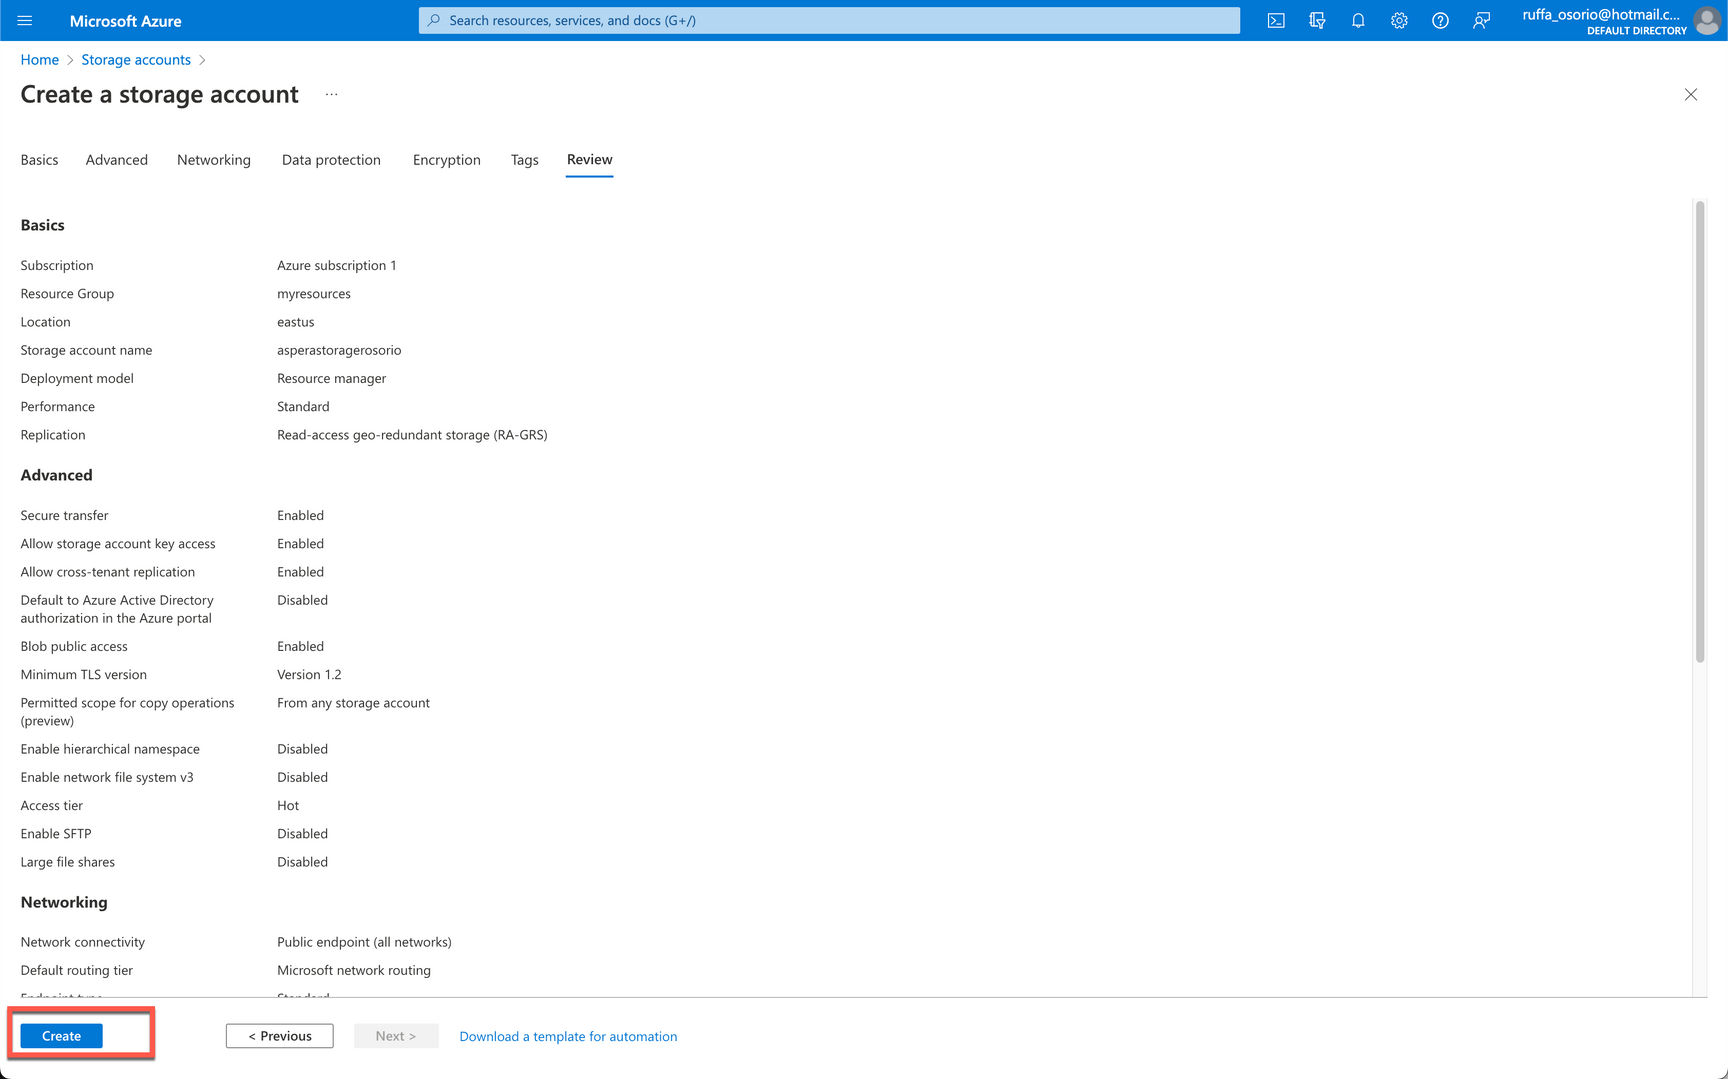 Microsoft Azure
Search resources, services, and docs (G+/)
ruffa_osorio@hotmail.c...
DEFAULT DIRECTORY
Home > Storage accounts >
Create a storage account ...
Basics Advanced Networking Data protection Encryption Tags Review
Basics
Subscription Azure subscription 1
Resource Group myresources
Location eastus
Storage account name asperastoragerosorio
Deployment model Resource manager
Performance Standard
Replication Read-access geo-redundant storage (RA-GRS)
Advanced
Secure transfer Enabled
Allow storage account key access Enabled
Allow cross-tenant replication Enabled
Default to Azure Active Directory Disabled
authorization in the Azure portal
Blob public access Enabled
Minimum TLS version Version 1.2
Permitted scope for copy operations From any storage account
(preview)
Enable hierarchical namespace Disabled
Enable network file system v3 Disabled
Access tier Hot
Enable SFTP Disabled
Large file shares Disabled
Networking
Network connectivity Public endpoint (all networks)
Default routing tier Microsoft network routing
Endpoint type Standard
Create < Previous Next > Download a template for automation